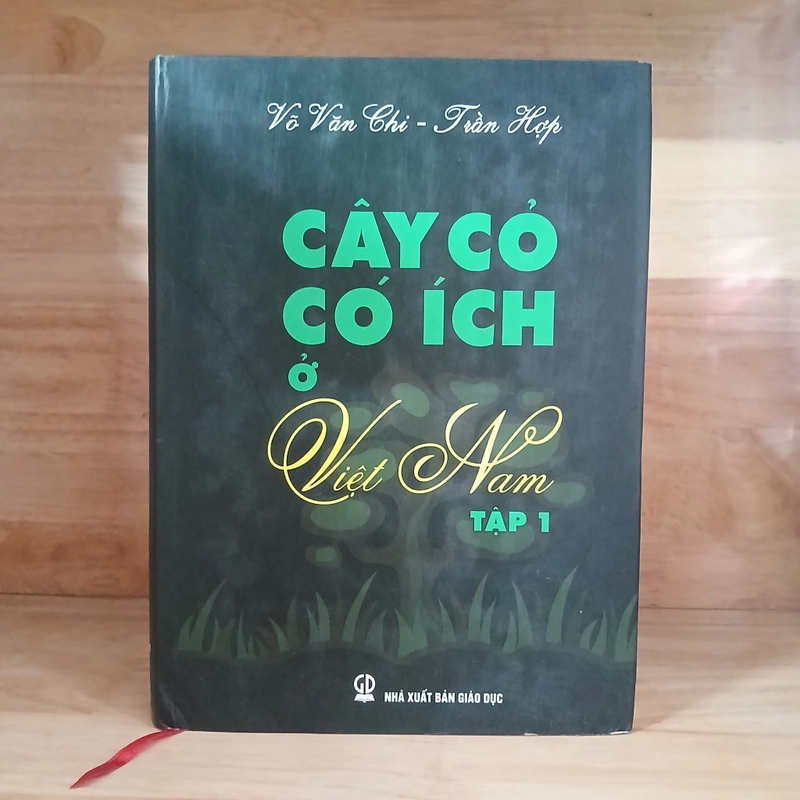 Võ Văn Chi - Trần Hợp
CÂY CỎ
CÓ ÍCH
Ở
Việt Nam
TẬP 1
GD
NHÀ XUẤT BẢN GIÁO DỤC